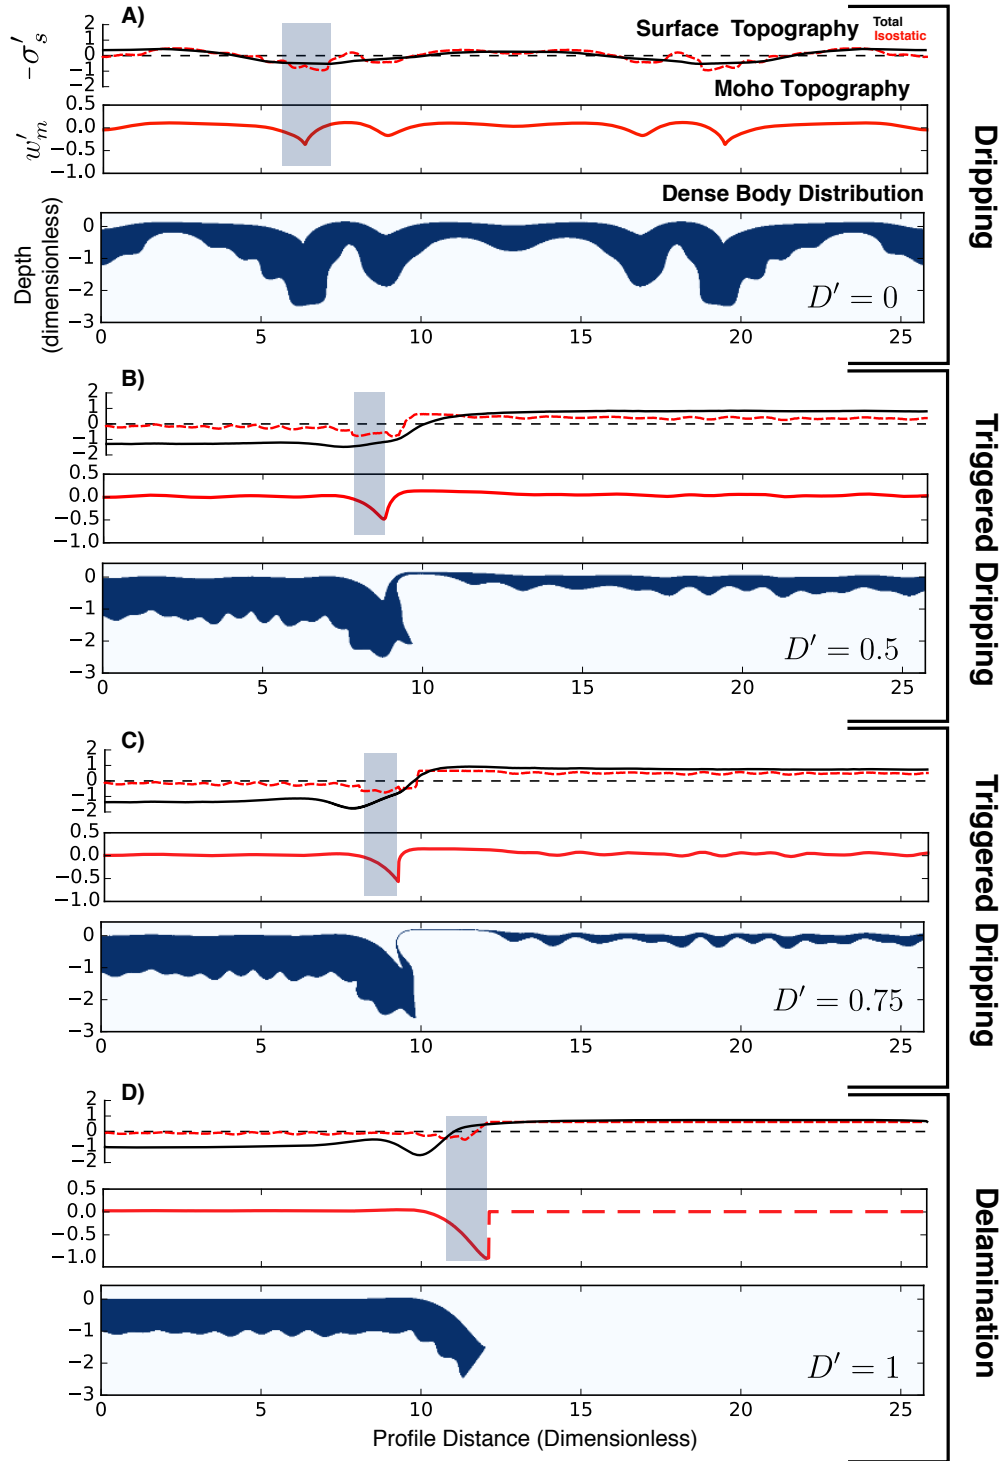 A)
Surface Topography
Total
Isostatic
−σ′s
2
1
0
−1
−2
Moho Topography
w′m
0.5
0.0
−0.5
−1.0
Dense Body Distribution
Depth
(dimensionless)
0
−1
−2
−3
D′ = 0
0 5 10 15 20 25
Dripping
B)
2
1
0
−1
−2
0.5
0.0
−0.5
−1.0
0
−1
−2
−3
D′ = 0.5
0 5 10 15 20 25
Triggered Dripping
C)
2
1
0
−1
−2
0.5
0.0
−0.5
−1.0
0
−1
−2
−3
D′ = 0.75
0 5 10 15 20 25
Triggered Dripping
D)
2
1
0
−1
−2
0.5
0.0
−0.5
−1.0
0
−1
−2
−3
D′ = 1
0 5 10 15 20 25
Profile Distance (Dimensionless)
Delamination